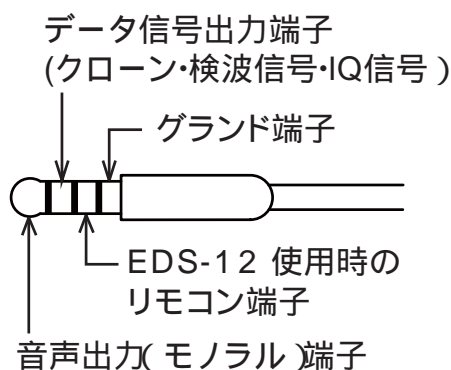 データ信号出力端子
(クローン・検波信号・IQ信号)
グランド端子
EDS-12 使用時の
リモコン端子
音声出力(モノラル)端子